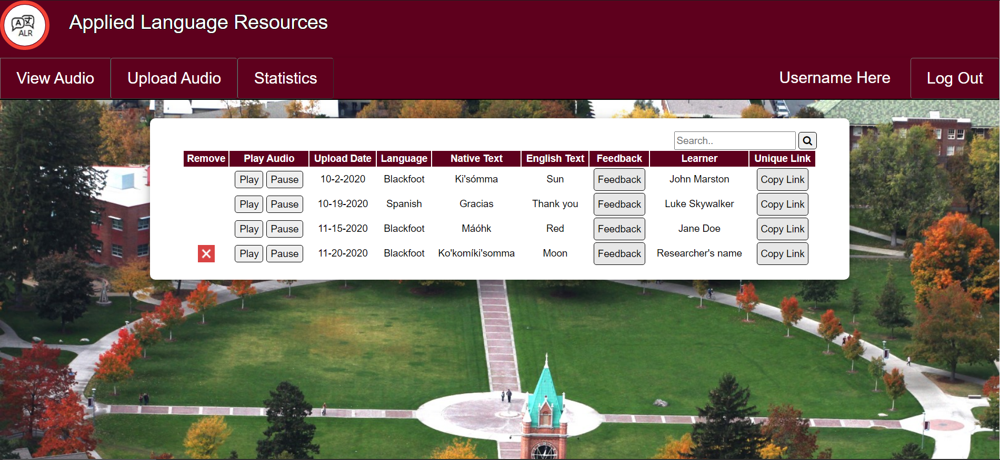 ALR
Applied Language Resources
View Audio Upload Audio Statistics Username Here Log Out
Search..
Remove Play Audio Upload Date Language Native Text English Text Feedback Learner Unique Link
Play Pause 10-2-2020 Blackfoot Ki'sómma Sun Feedback John Marston Copy Link
Play Pause 10-19-2020 Spanish Gracias Thank you Feedback Luke Skywalker Copy Link
Play Pause 11-15-2020 Blackfoot Máóhk Red Feedback Jane Doe Copy Link
Play Pause 11-20-2020 Blackfoot Ko'komíki'somma Moon Feedback Researcher's name Copy Link